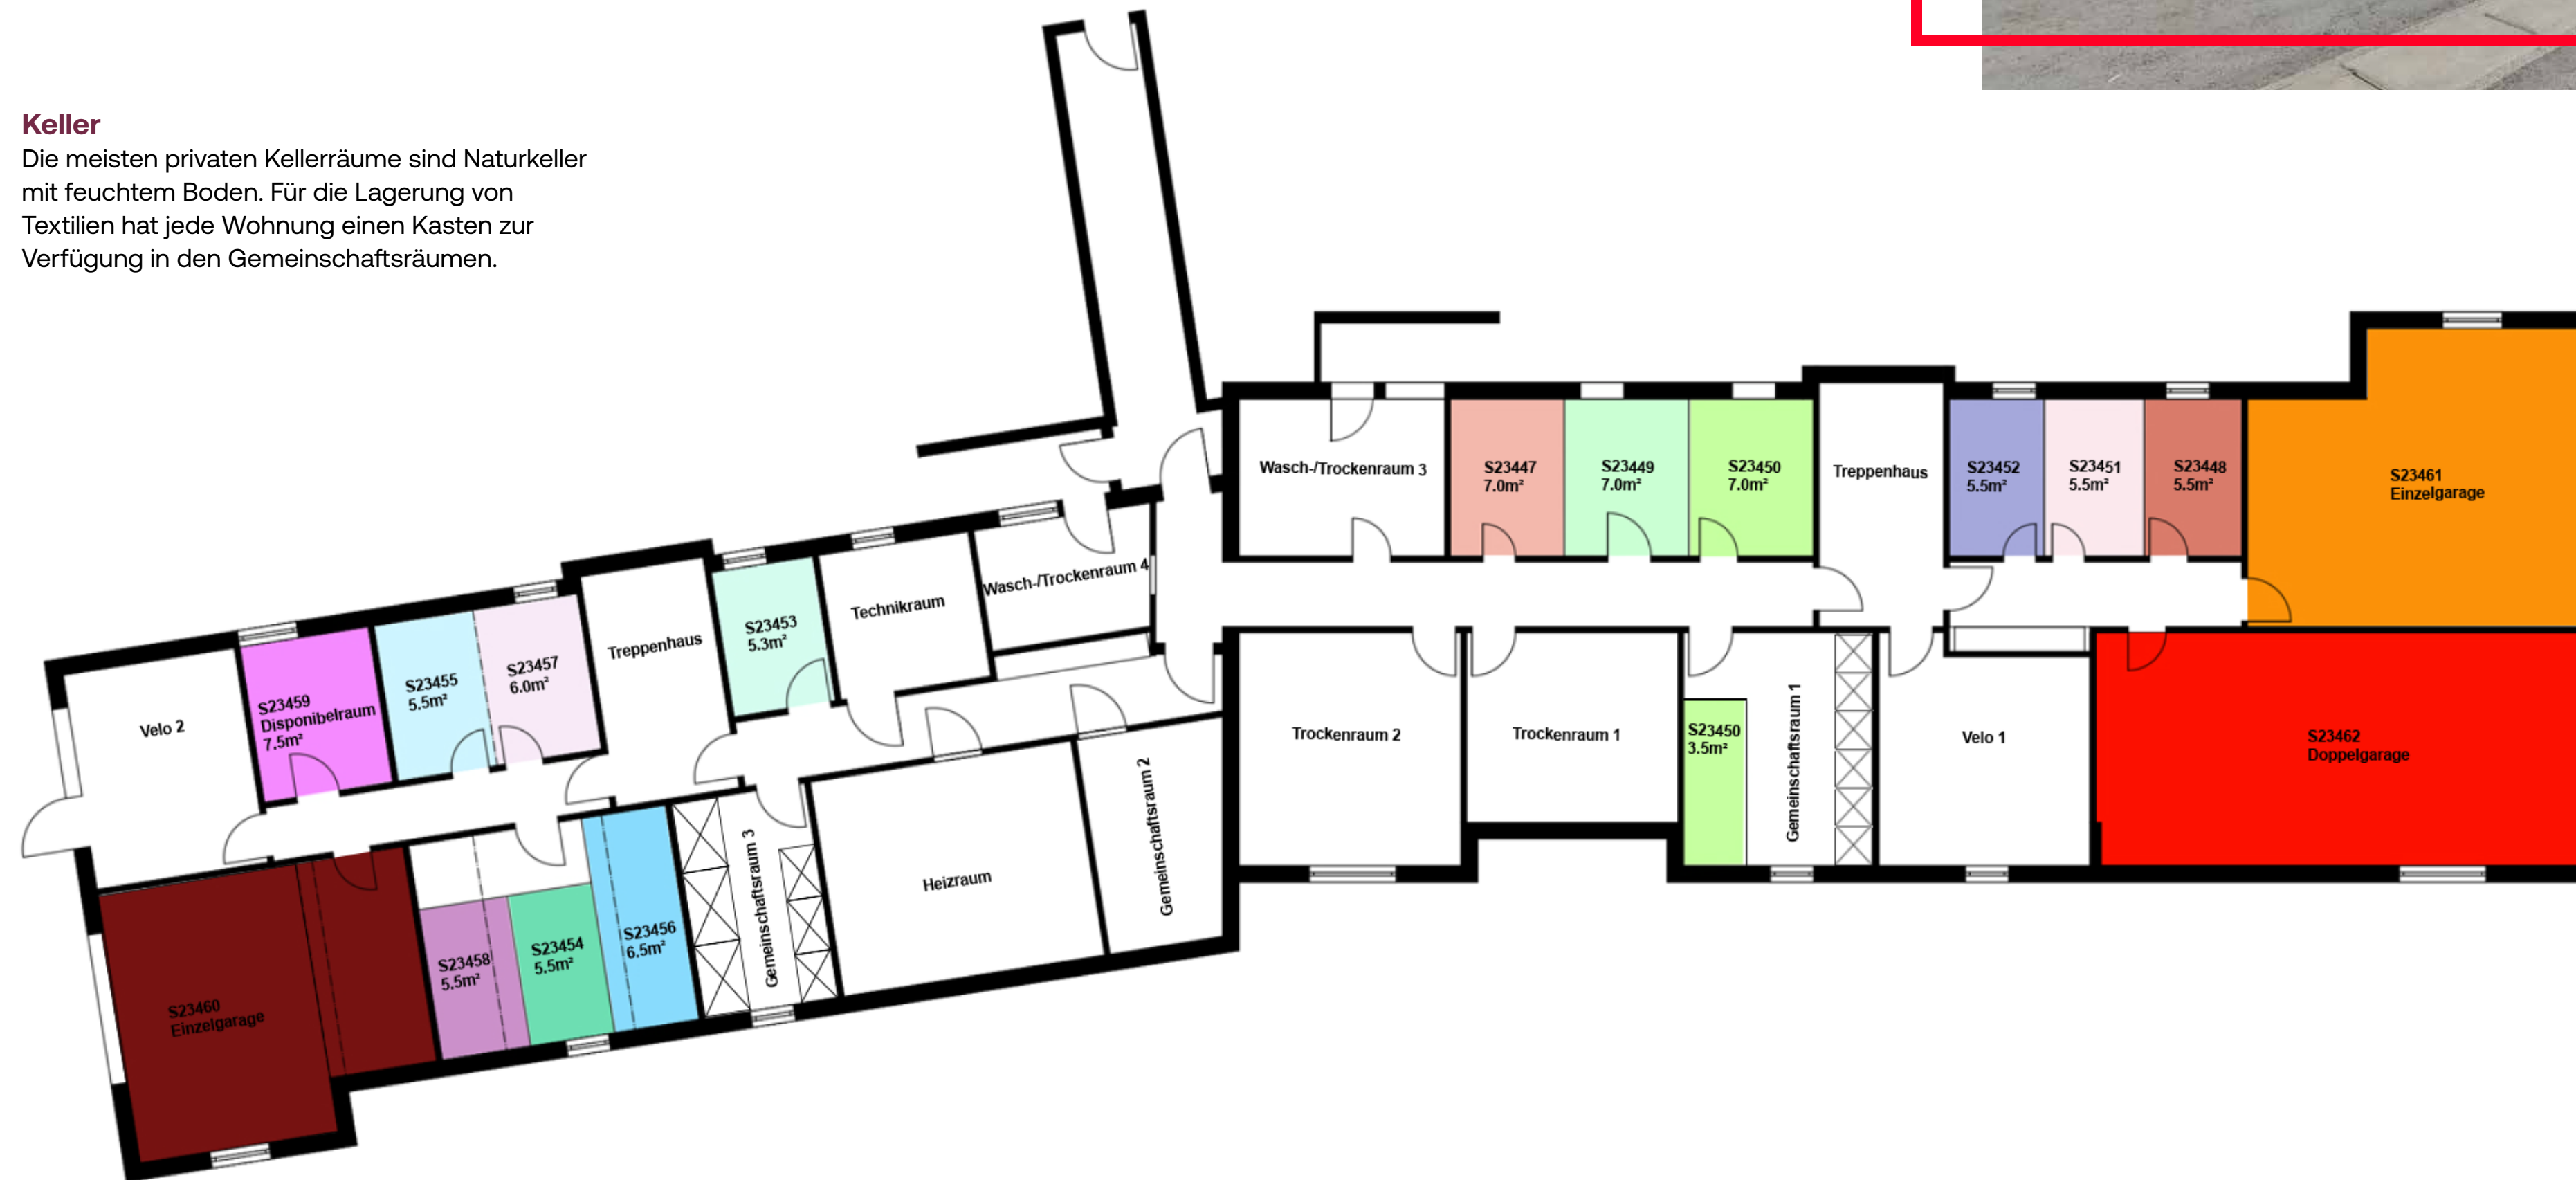 Keller
Die meisten privaten Kellerräume sind Naturkeller
mit feuchtem Boden. Für die Lagerung von
Textilien hat jede Wohnung einen Kasten zur
Verfügung in den Gemeinschaftsräumen.
Wasch-/Trockenraum 3
S23447
7.0m²
S23449
7.0m²
S23450
7.0m²
Treppenhaus
S23452
5.5m²
S23451
5.5m²
S23448
5.5m²
S23461
Einzelgarage
Wasch-/Trockenraum 4
Technikraum
S23453
5.3m²
Treppenhaus
S23457
6.0m²
S23455
5.5m²
S23459
Disponibelraum
7.5m²
Velo 2
Trockenraum 2
Trockenraum 1
S23450
3.5m²
Gemeinschaftsraum 1
Velo 1
S23462
Doppelgarage
Gemeinschaftsraum 2
Heizraum
Gemeinschaftsraum 3
S23456
6.5m²
S23454
5.5m²
S23458
5.5m²
S23460
Einzelgarage